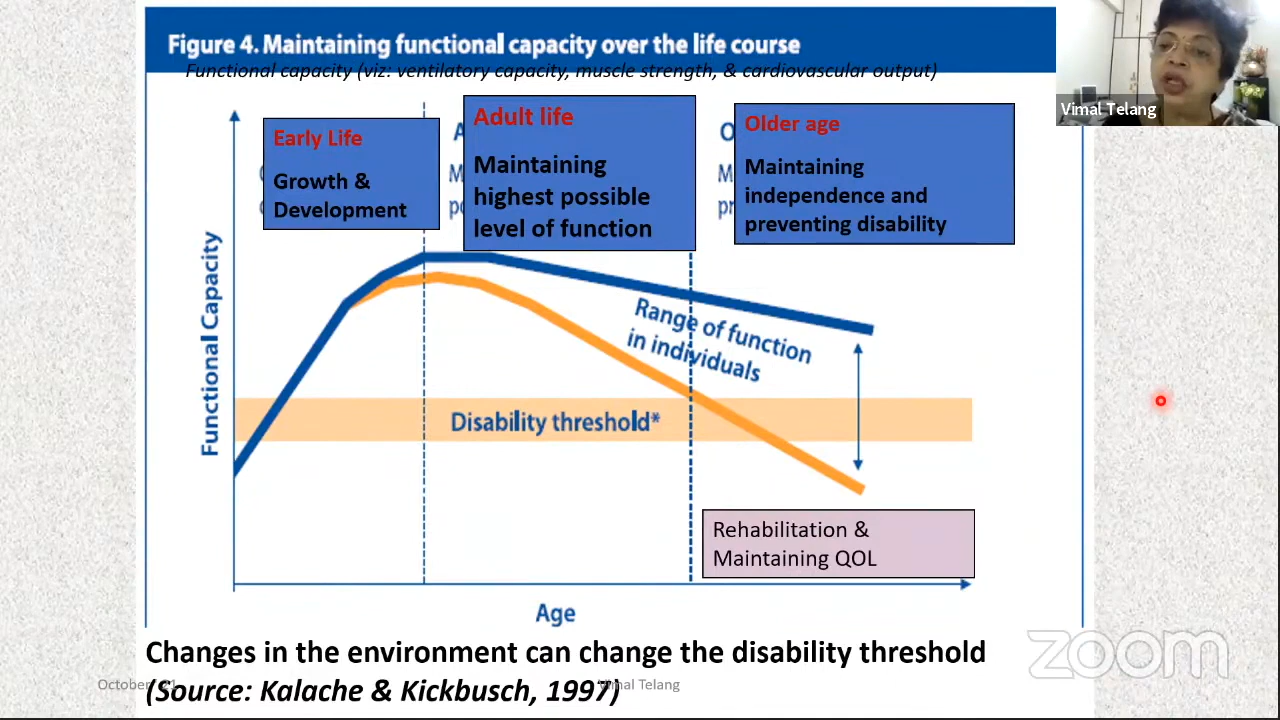 Figure 4. Maintaining functional capacity over the life course
Functional capacity (viz: ventilatory capacity, muscle strength, & cardiovascular output)
Vimal Telang
Early Life
Growth &
Development
Adult life
Maintaining
highest possible
level of function
Older age
Maintaining
independence and
preventing disability
Functional Capacity
Range of function
in individuals
Disability threshold*
Rehabilitation &
Maintaining QOL
Age
Changes in the environment can change the disability threshold
(Source: Kalache & Kickbusch, 1997)
October
Vimal Telang
zoom